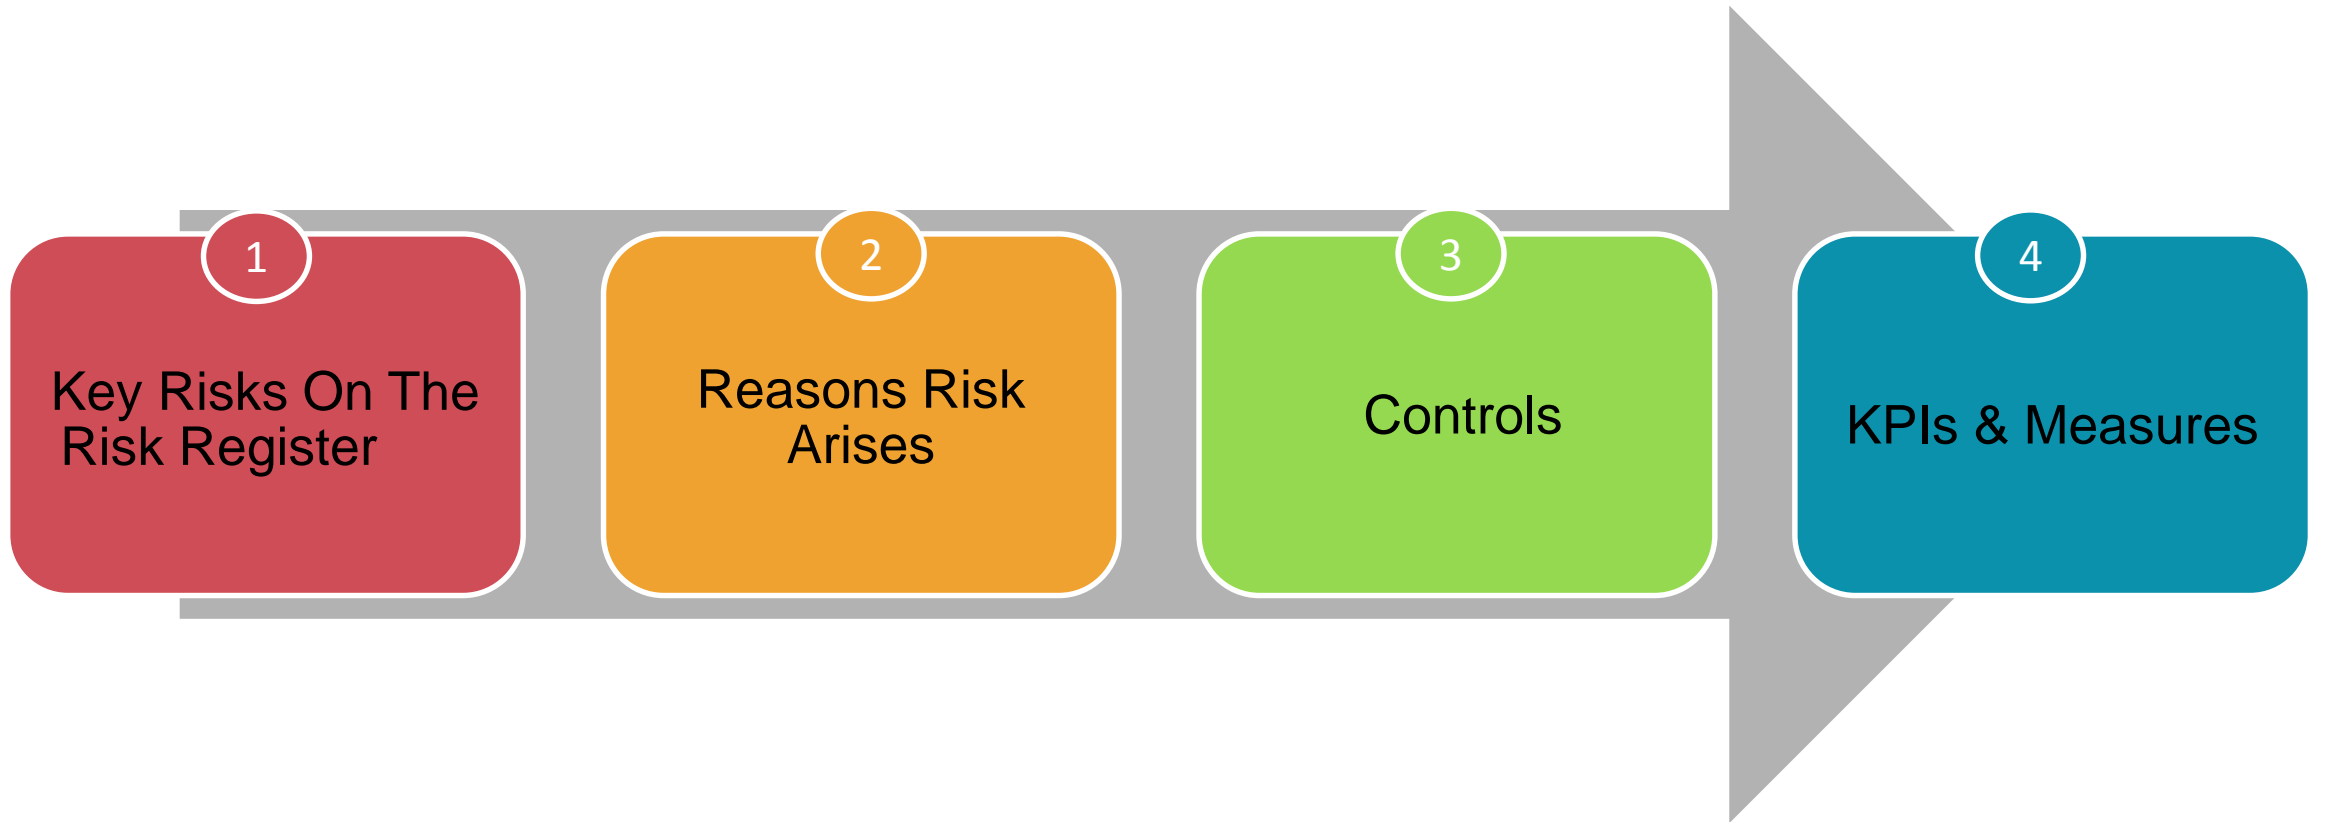 1
Key Risks On The
Risk Register
2
Reasons Risk
Arises
3
Controls
4
KPIs & Measures